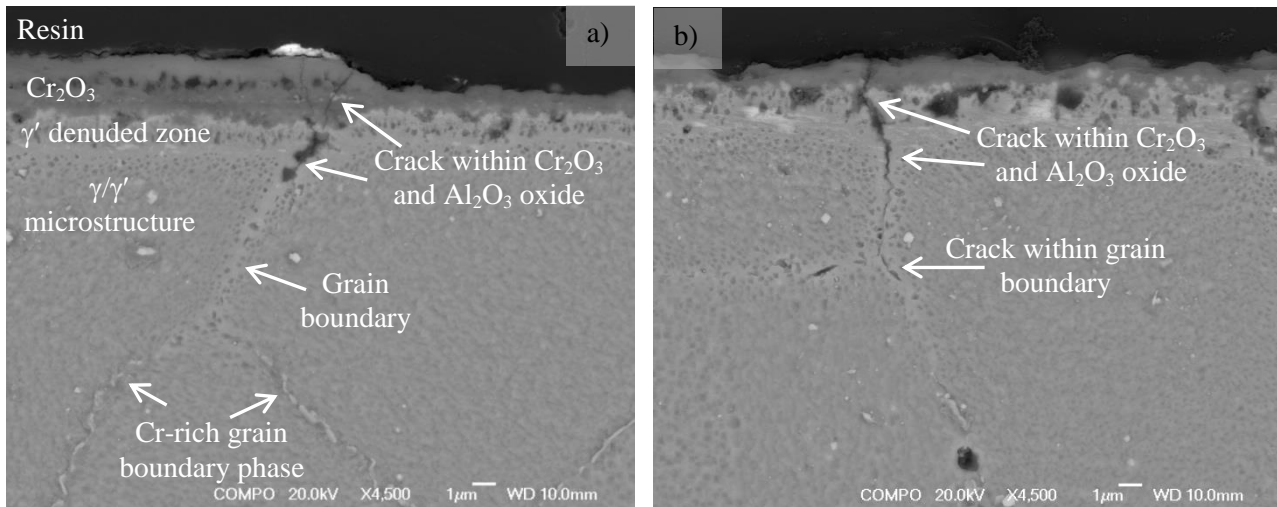 Resin
a)
Cr2O3
γ′ denuded zone
Crack within Cr2O3
and Al2O3 oxide
γ/γ′
microstructure
Grain
boundary
Cr-rich grain
boundary phase
COMPO 20.0kV X4,500 1μm WD 10.0mm
b)
Crack within Cr2O3
and Al2O3 oxide
Crack within grain
boundary
COMPO 20.0kV X4,500 1μm WD 10.0mm